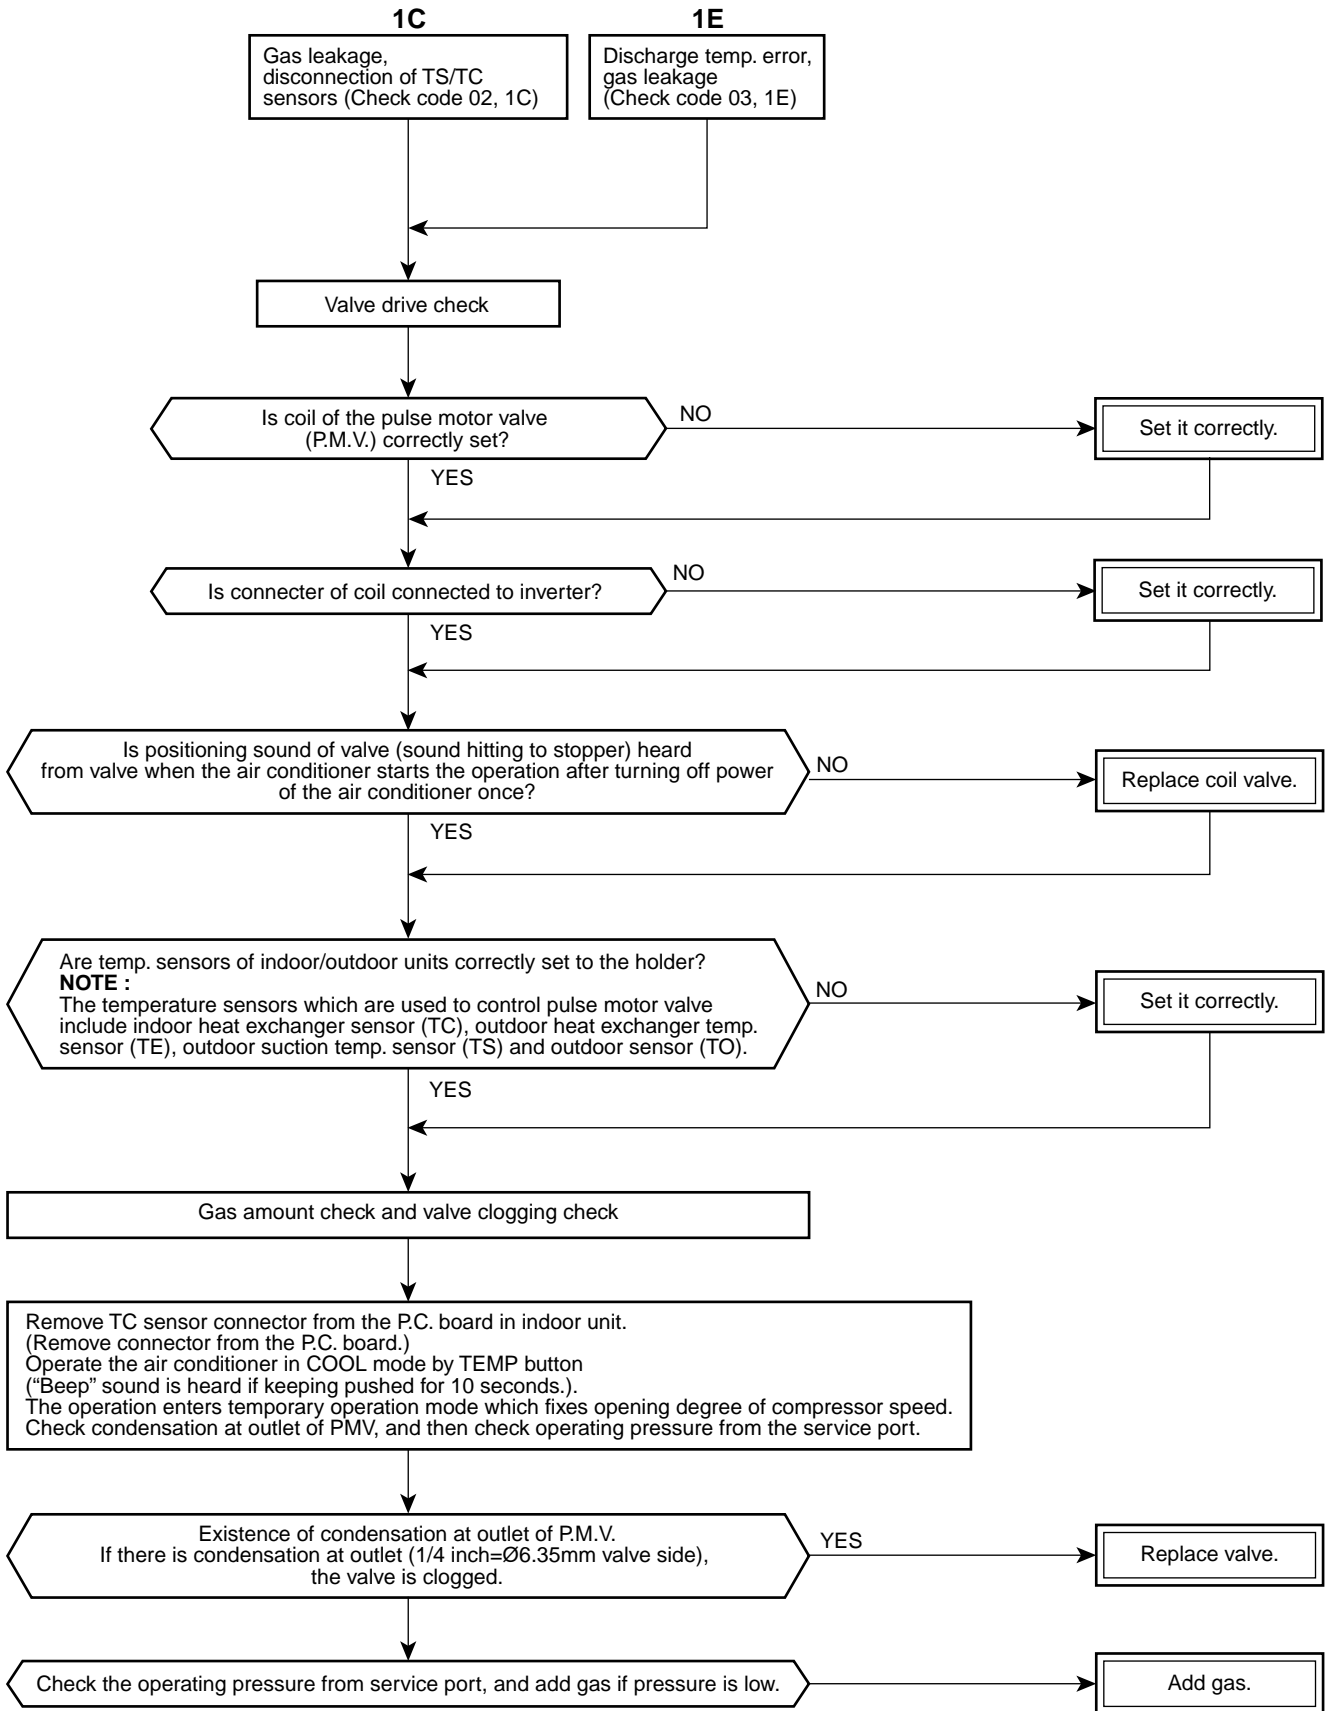 1C
1E
Gas leakage,
disconnection of TS/TC
sensors (Check code 02, 1C)
Discharge temp. error,
gas leakage
(Check code 03, 1E)
Valve drive check
Is coil of the pulse motor valve
(P.M.V.) correctly set?
NO
Set it correctly.
YES
Is connecter of coil connected to inverter?
NO
Set it correctly.
YES
Is positioning sound of valve (sound hitting to stopper) heard
from valve when the air conditioner starts the operation after turning off power
of the air conditioner once?
NO
Replace coil valve.
YES
Are temp. sensors of indoor/outdoor units correctly set to the holder?
NOTE :
The temperature sensors which are used to control pulse motor valve
include indoor heat exchanger sensor (TC), outdoor heat exchanger temp.
sensor (TE), outdoor suction temp. sensor (TS) and outdoor sensor (TO).
NO
Set it correctly.
YES
Gas amount check and valve clogging check
Remove TC sensor connector from the P.C. board in indoor unit.
(Remove connector from the P.C. board.)
Operate the air conditioner in COOL mode by TEMP button
(“Beep” sound is heard if keeping pushed for 10 seconds.).
The operation enters temporary operation mode which fixes opening degree of compressor speed.
Check condensation at outlet of PMV, and then check operating pressure from the service port.
Existence of condensation at outlet of P.M.V.
If there is condensation at outlet (1/4 inch=Ø6.35mm valve side),
the valve is clogged.
YES
Replace valve.
Check the operating pressure from service port, and add gas if pressure is low.
Add gas.